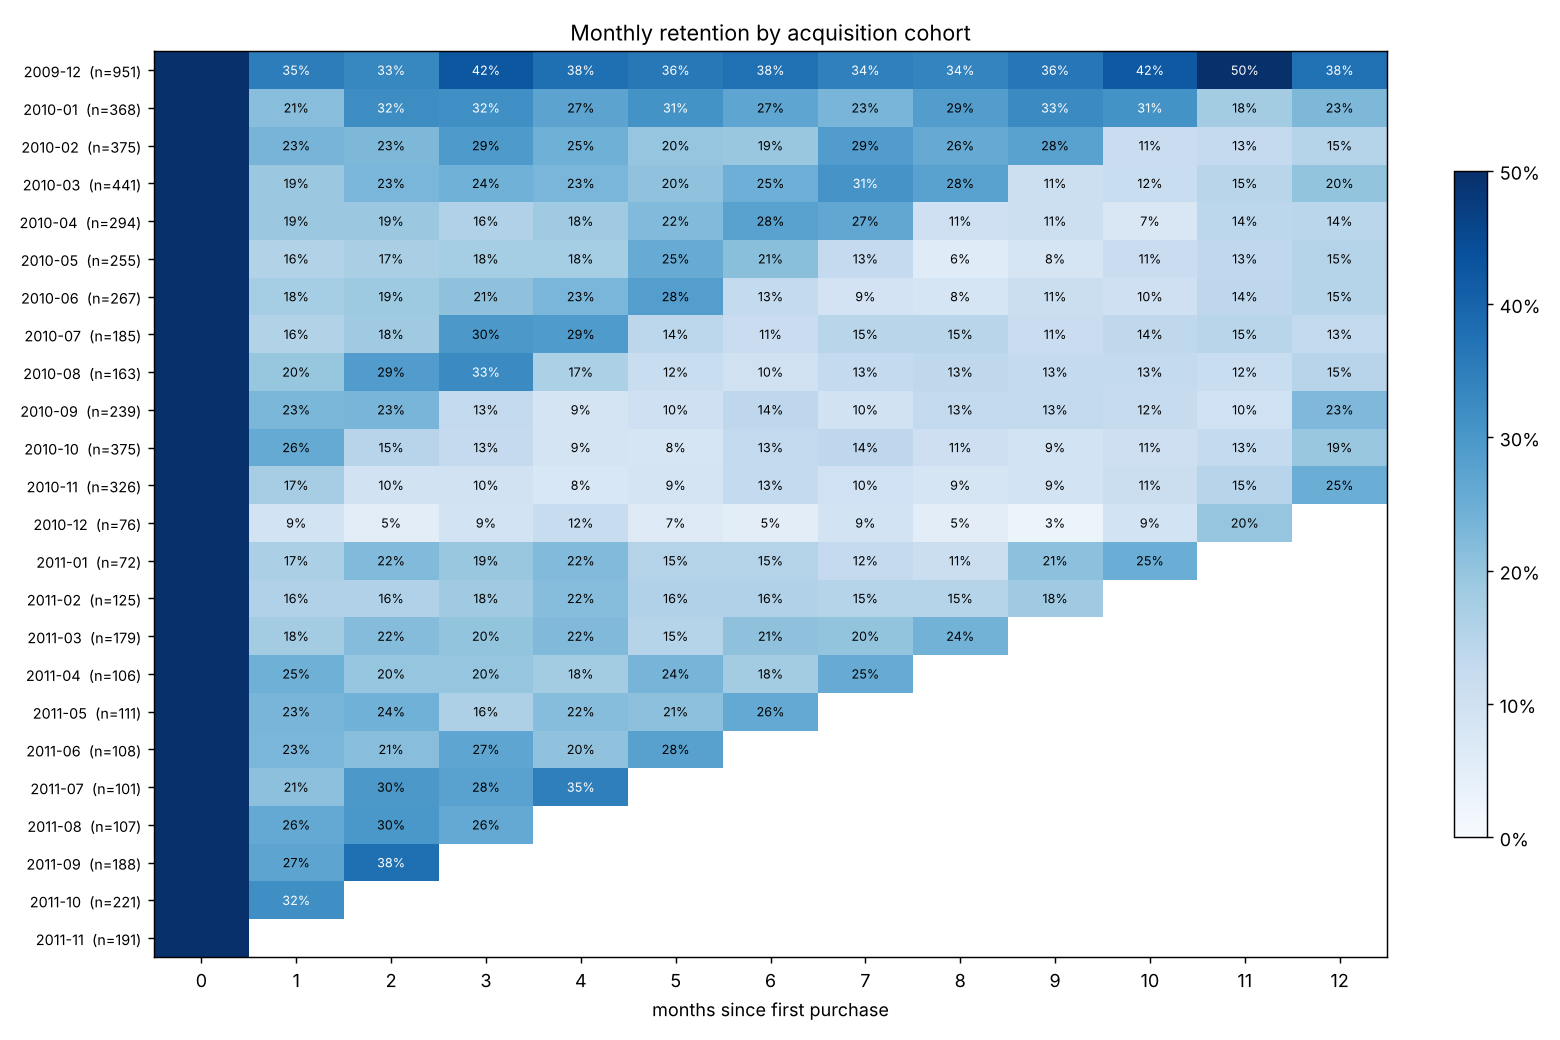 Monthly retention by acquisition cohort
2009-12 (n=951) 35% 33% 42% 38% 36% 38% 34% 34% 36% 42% 50% 38%
2010-01 (n=368) 21% 32% 32% 27% 31% 27% 23% 29% 33% 31% 18% 23%
2010-02 (n=375) 23% 23% 29% 25% 20% 19% 29% 26% 28% 11% 13% 15%
2010-03 (n=441) 19% 23% 24% 23% 20% 25% 31% 28% 11% 12% 15% 20%
2010-04 (n=294) 19% 19% 16% 18% 22% 28% 27% 11% 11% 7% 14% 14%
2010-05 (n=255) 16% 17% 18% 18% 25% 21% 13% 6% 8% 11% 13% 15%
2010-06 (n=267) 18% 19% 21% 23% 28% 13% 9% 8% 11% 10% 14% 15%
2010-07 (n=185) 16% 18% 30% 29% 14% 11% 15% 15% 11% 14% 15% 13%
2010-08 (n=163) 20% 29% 33% 17% 12% 10% 13% 13% 13% 13% 12% 15%
2010-09 (n=239) 23% 23% 13% 9% 10% 14% 10% 13% 13% 12% 10% 23%
2010-10 (n=375) 26% 15% 13% 9% 8% 13% 14% 11% 9% 11% 13% 19%
2010-11 (n=326) 17% 10% 10% 8% 9% 13% 10% 9% 9% 11% 15% 25%
2010-12 (n=76) 9% 5% 9% 12% 7% 5% 9% 5% 3% 9% 20%
2011-01 (n=72) 17% 22% 19% 22% 15% 15% 12% 11% 21% 25%
2011-02 (n=125) 16% 16% 18% 22% 16% 16% 15% 15% 18%
2011-03 (n=179) 18% 22% 20% 22% 15% 21% 20% 24%
2011-04 (n=106) 25% 20% 20% 18% 24% 18% 25%
2011-05 (n=111) 23% 24% 16% 22% 21% 26%
2011-06 (n=108) 23% 21% 27% 20% 28%
2011-07 (n=101) 21% 30% 28% 35%
2011-08 (n=107) 26% 30% 26%
2011-09 (n=188) 27% 38%
2011-10 (n=221) 32%
2011-11 (n=191)
0 1 2 3 4 5 6 7 8 9 10 11 12
months since first purchase
50%
40%
30%
20%
10%
0%